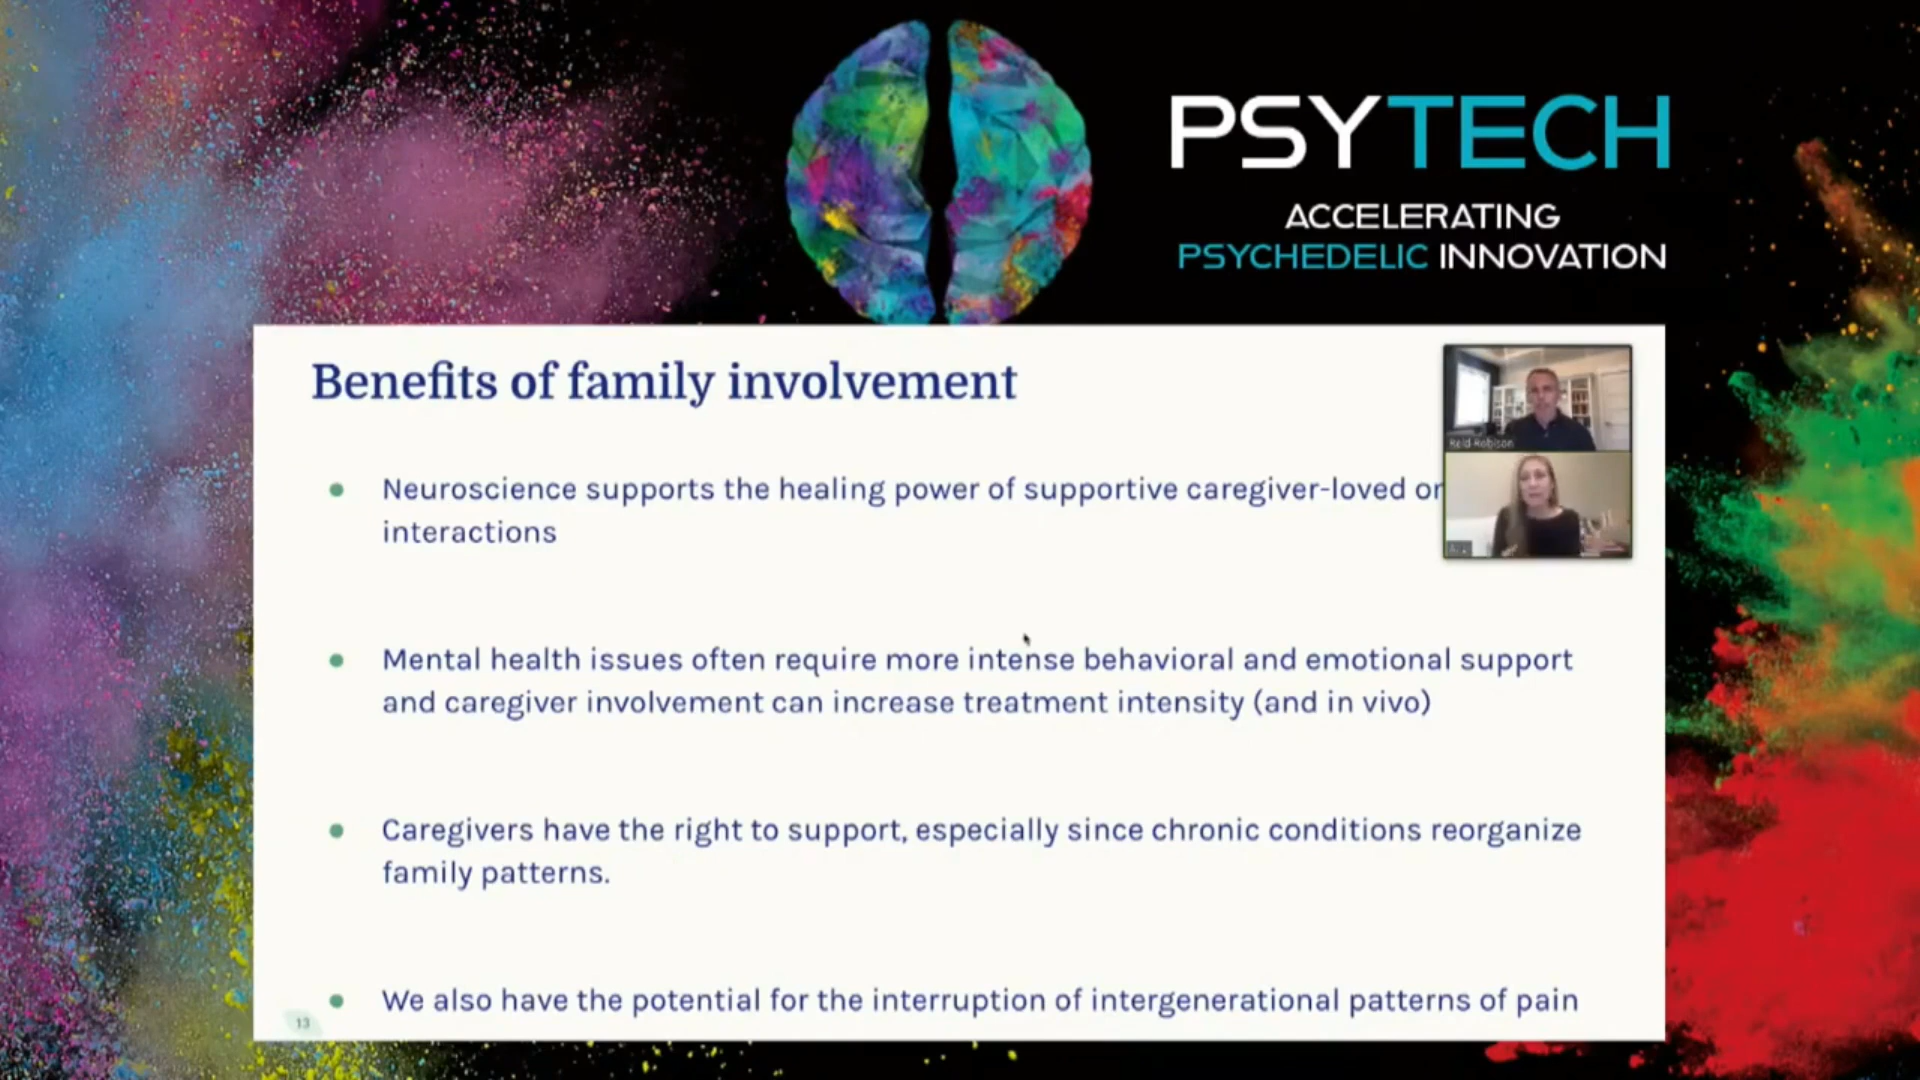 PSYTECH
ACCELERATING
PSYCHEDELIC INNOVATION
Benefits of family involvement
Reid Robison
Neuroscience supports the healing power of supportive caregiver-loved
interactions
Mental health issues often require more intense behavioral and emotional support
and caregiver involvement can increase treatment intensity (and in vivo)
Caregivers have the right to support, especially since chronic conditions reorganize
family patterns.
We also have the potential for the interruption of intergenerational patterns of pain
13